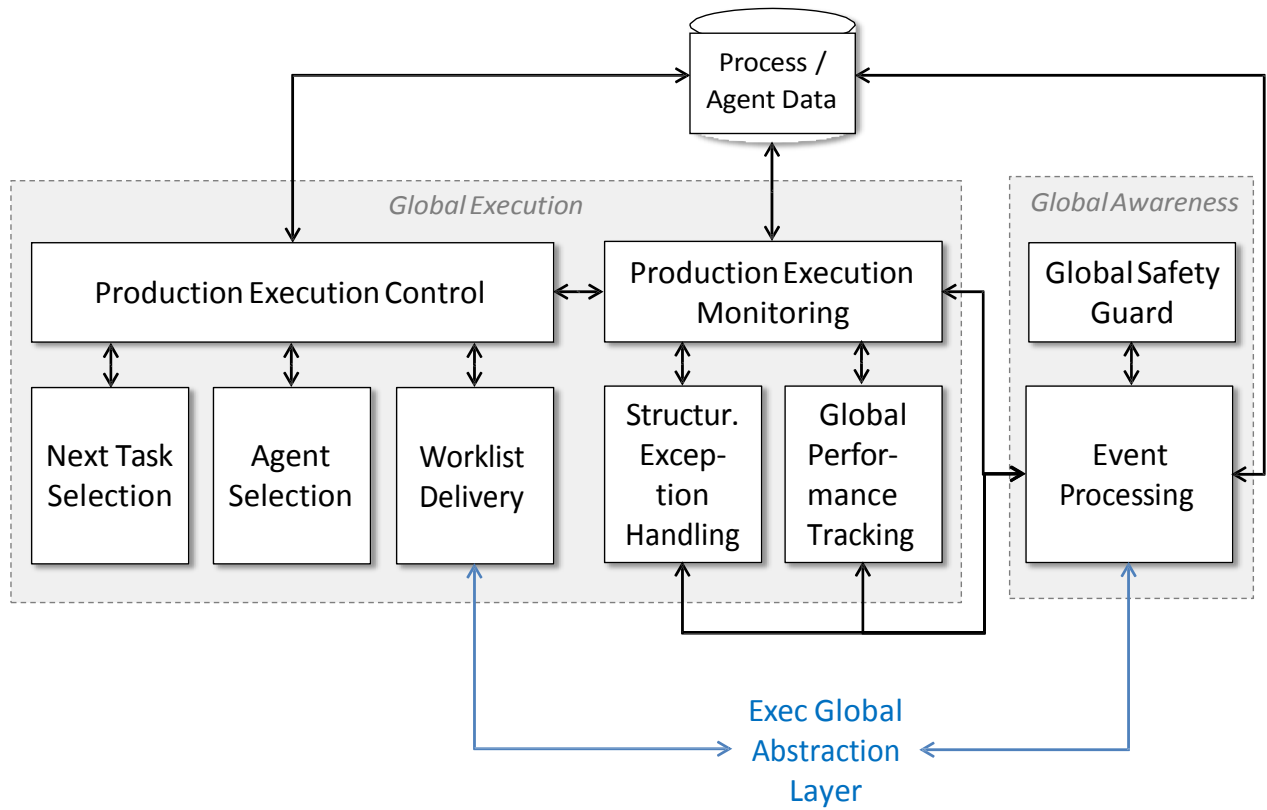 Process /
Agent Data
Global Execution
Global Awareness
Production Execution Control
Production Execution
Monitoring
Global Safety
Guard
Next Task
Selection
Agent
Selection
Worklist
Delivery
Structur.
Excep-
tion
Handling
Global
Perfor-
mance
Tracking
Event
Processing
Exec Global
Abstraction
Layer